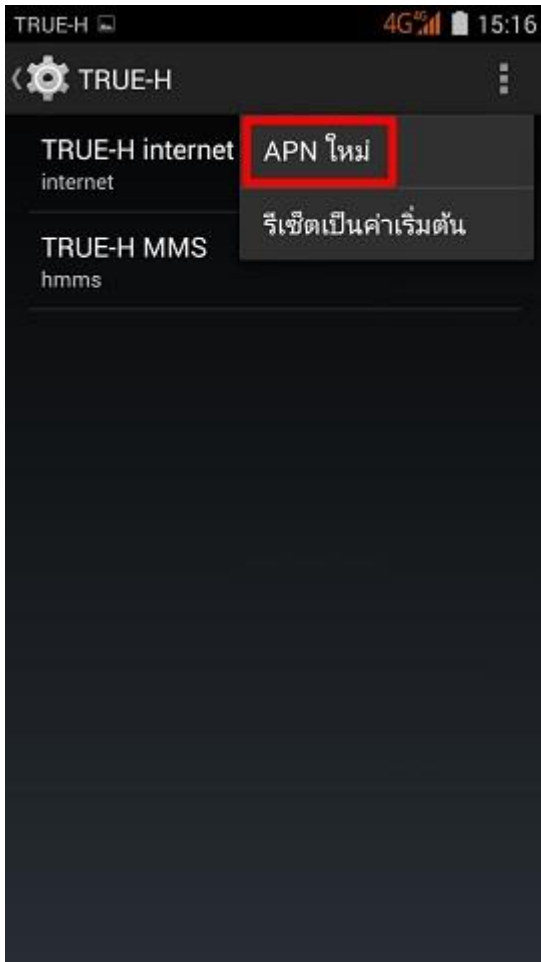 TRUE-H
4G 15:16
TRUE-H
TRUE-H internet
internet
APN ใหม่
รีเซ็ตเป็นค่าเริ่มต้น
TRUE-H MMS
hmms